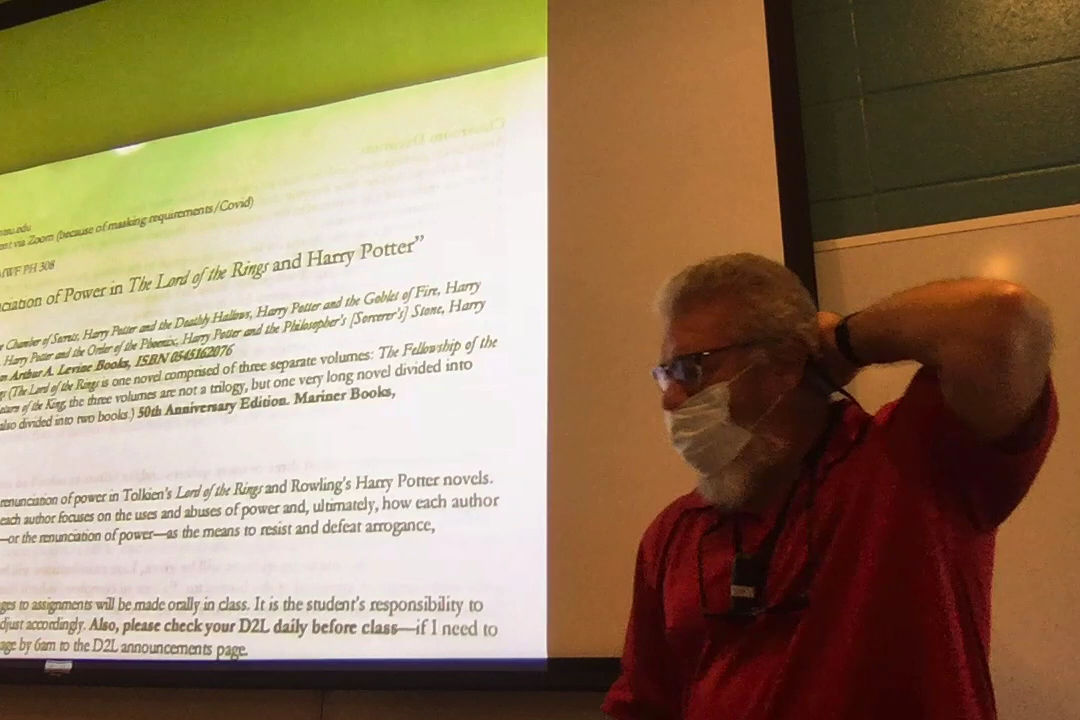 nt via Zoom (because of masking requirements/Covid)
MWF PH 308
ciation of Power in The Lord of the Rings and Harry Potter”
Chamber of Secrets, Harry Potter and the Deathly Hallows, Harry Potter and the Goblet of Fire, Harry
Harry Potter and the Order of the Phoenix, Harry Potter and the Philosopher's [Sorcerer's] Stone, Harry
Arthur A. Levine Books, ISBN 0545162076
(The Lord of the Rings is one novel comprised of three separate volumes: The Fellowship of the
eturn of the King, the three volumes are not a trilogy, but one very long novel divided into
also divided into two books.) 50th Anniversary Edition. Mariner Books,
renunciation of power in Tolkien's Lord of the Rings and Rowling's Harry Potter novels.
each author focuses on the uses and abuses of power and, ultimately, how each author
—or the renunciation of power—as the means to resist and defeat arrogance,
ges to assignments will be made orally in class. It is the student's responsibility to
djust accordingly. Also, please check your D2L daily before class—if I need to
age by 6am to the D2L announcements page.